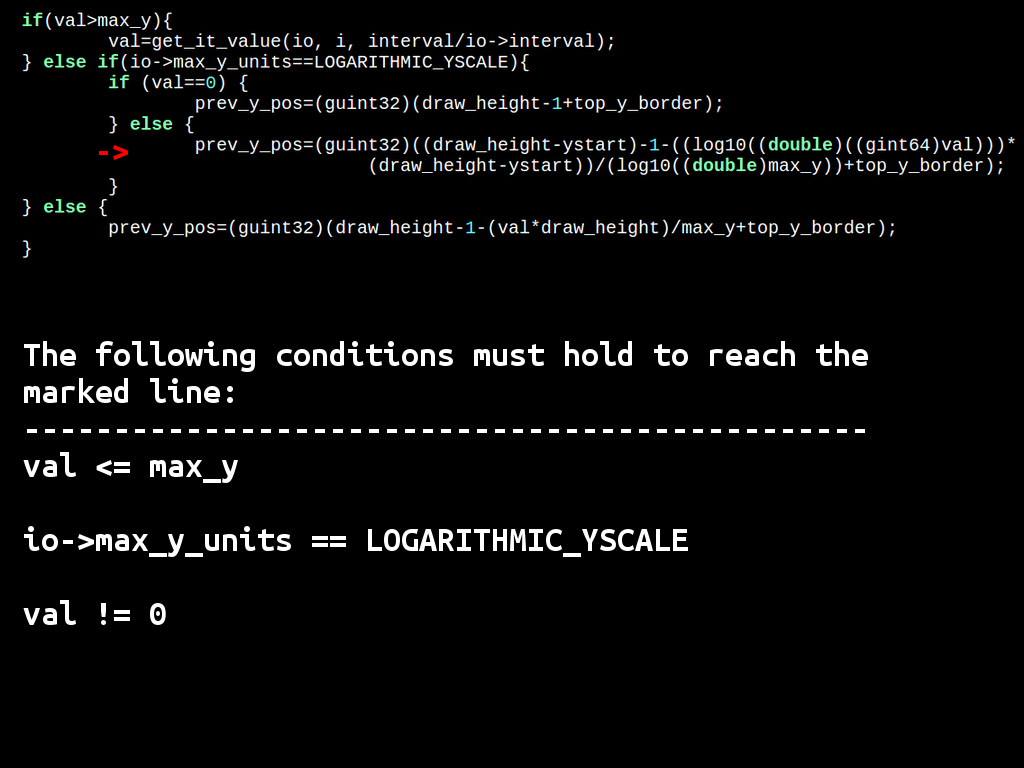 if(val>max_y){
        val=get_it_value(io, i, interval/io->interval);
} else if(io->max_y_units==LOGARITHMIC_YSCALE){
        if (val==0) {
                prev_y_pos=(guint32)(draw_height-1+top_y_border);
        } else {
->              prev_y_pos=(guint32)((draw_height-ystart)-1-((log10((double)((gint64)val)))*
                                (draw_height-ystart))/(log10((double)max_y))+top_y_border);
        }
} else {
        prev_y_pos=(guint32)(draw_height-1-(val*draw_height)/max_y+top_y_border);
}
The following conditions must hold to reach the
marked line:
-----------------------------------------------
val <= max_y
io->max_y_units == LOGARITHMIC_YSCALE
val != 0